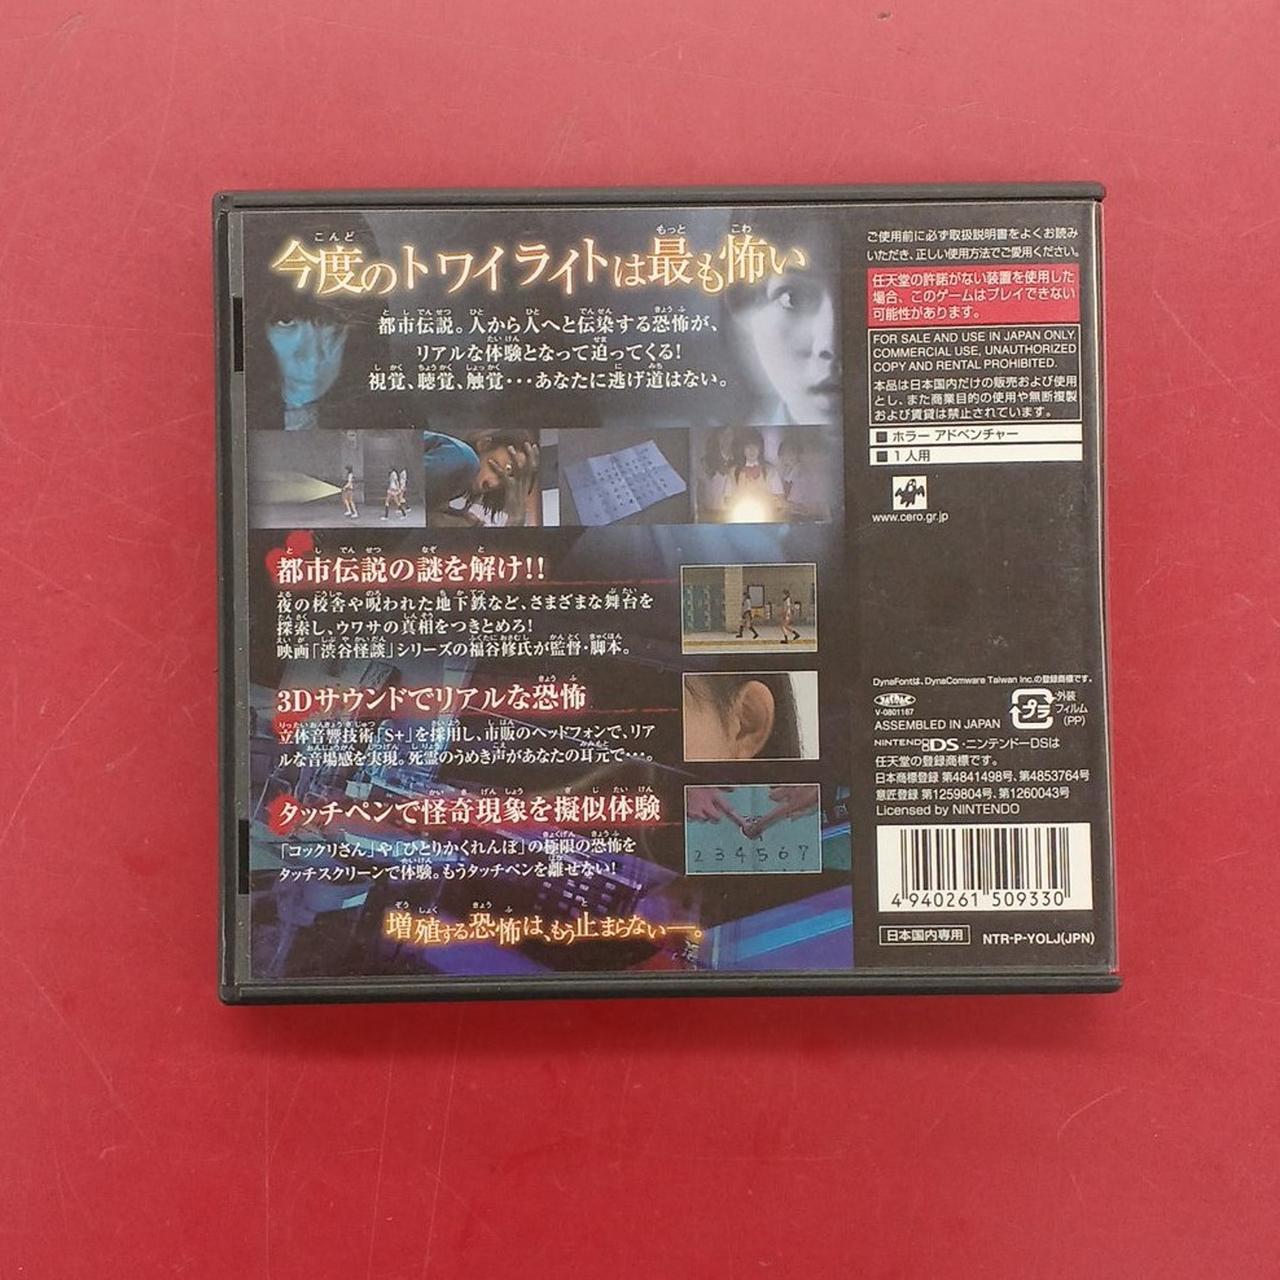 今度のトワイライトは最も怖い
都市伝説。人から人へと伝染する恐怖が、
リアルな体験となって迫ってくる!
視覚、聴覚、触覚・・・あなたに逃げ道はない。
都市伝説の謎を解け!!
夜の校舎や呪われた地下鉄など、さまざまな舞台を
探索し、ウワサの真相をつきとめろ!
映画「渋谷怪談」シリーズの福谷修氏が監督・脚本。
3Dサウンドでリアルな恐怖
立体音響技術「S+」を採用し、市販のヘッドフォンで、リア
ルな音場感を実現。死霊のうめき声があなたの耳元で・・・。
タッチペンで怪奇現象を擬似体験
「コックリさん」や「ひとりかくれんぼ」の極限の恐怖を
タッチスクリーンで体験。もうタッチペンを離せない!
2 3 4 5 6 7
増殖する恐怖は、もう止まらない―。
ご使用前に必ず取扱説明書をよくお読み
いただき、正しい使用方法でご愛用ください。
任天堂の許諾がない装置を使用した
場合、このゲームはプレイできない
可能性があります。
FOR SALE AND USE IN JAPAN ONLY.
COMMERCIAL USE, UNAUTHORIZED
COPY AND RENTAL PROHIBITED.
本品は日本国内だけの販売および使用
とし、また商業目的の使用や無断複製
および賃貸は禁止されています。
■ ホラー アドベンチャー
■ 1人用
www.cero.gr.jp
DynaFontは、DynaComware Taiwan Inc.の登録商標です。
V-0801167
ASSEMBLED IN JAPAN
プラ
外装
フィルム
(PP)
NINTENDO DS・ニンテンドーDSは
任天堂の登録商標です。
日本商標登録 第4841498号、第4853764号
意匠登録 第1259804号、第1260043号
Licensed by NINTENDO
4 940261 509330
日本国内専用
NTR-P-YOLJ(JPN)